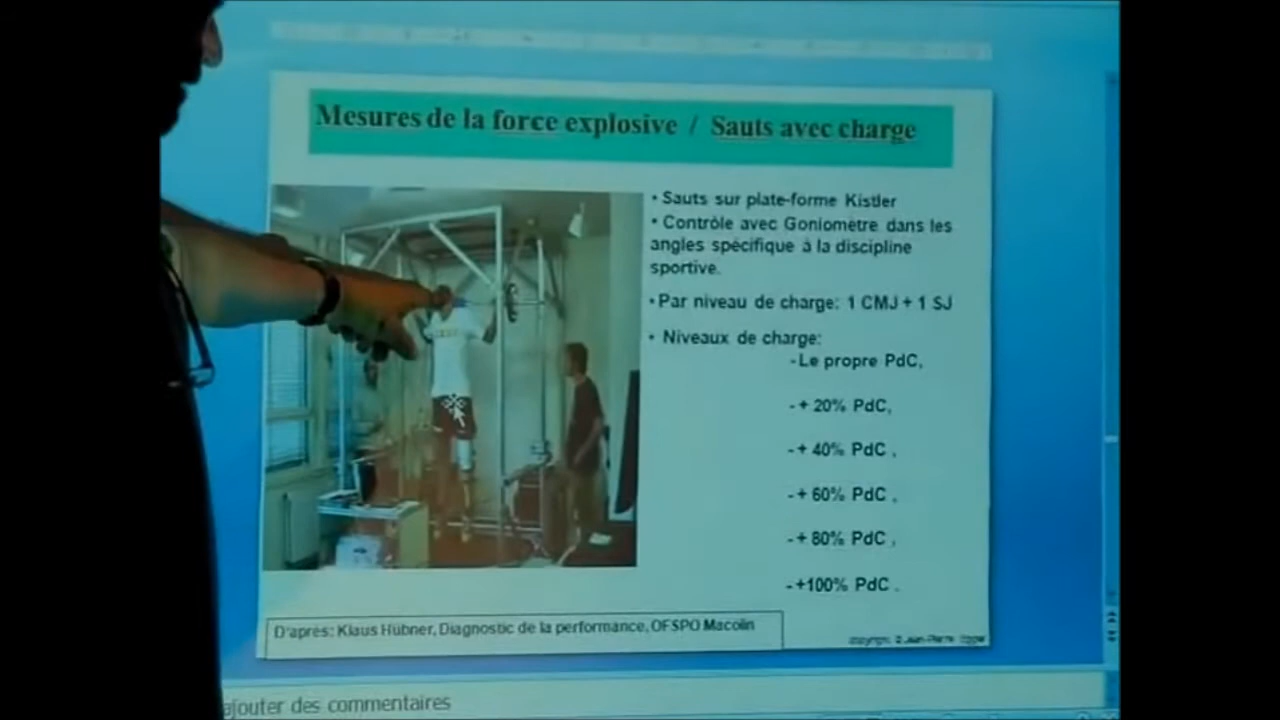 Mesures de la force explosive / Sauts avec charge
• Sauts sur plate-forme Kistler
• Contrôle avec Goniomètre dans les
angles spécifique à la discipline
sportive.
• Par niveau de charge: 1 CMJ + 1 SJ
• Niveaux de charge:
- Le propre PdC,
- + 20% PdC,
- + 40% PdC ,
- + 60% PdC ,
- + 80% PdC ,
- +100% PdC .
D'après: Klaus Hübner, Diagnostic de la performance, OFSPO Macolin
copyright © Jean-Pierre
ajouter des commentaires